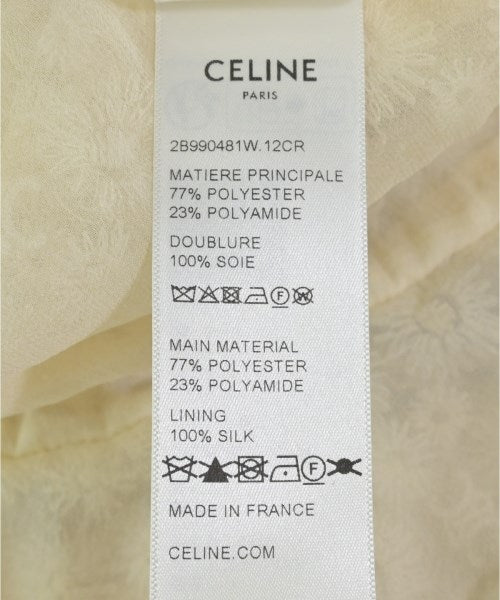 CELINE
PARIS
2B990481W.12CR
MATIERE PRINCIPALE
77% POLYESTER
23% POLYAMIDE
DOUBLURE
100% SOIE
MAIN MATERIAL
77% POLYESTER
23% POLYAMIDE
LINING
100% SILK
MADE IN FRANCE
CELINE.COM